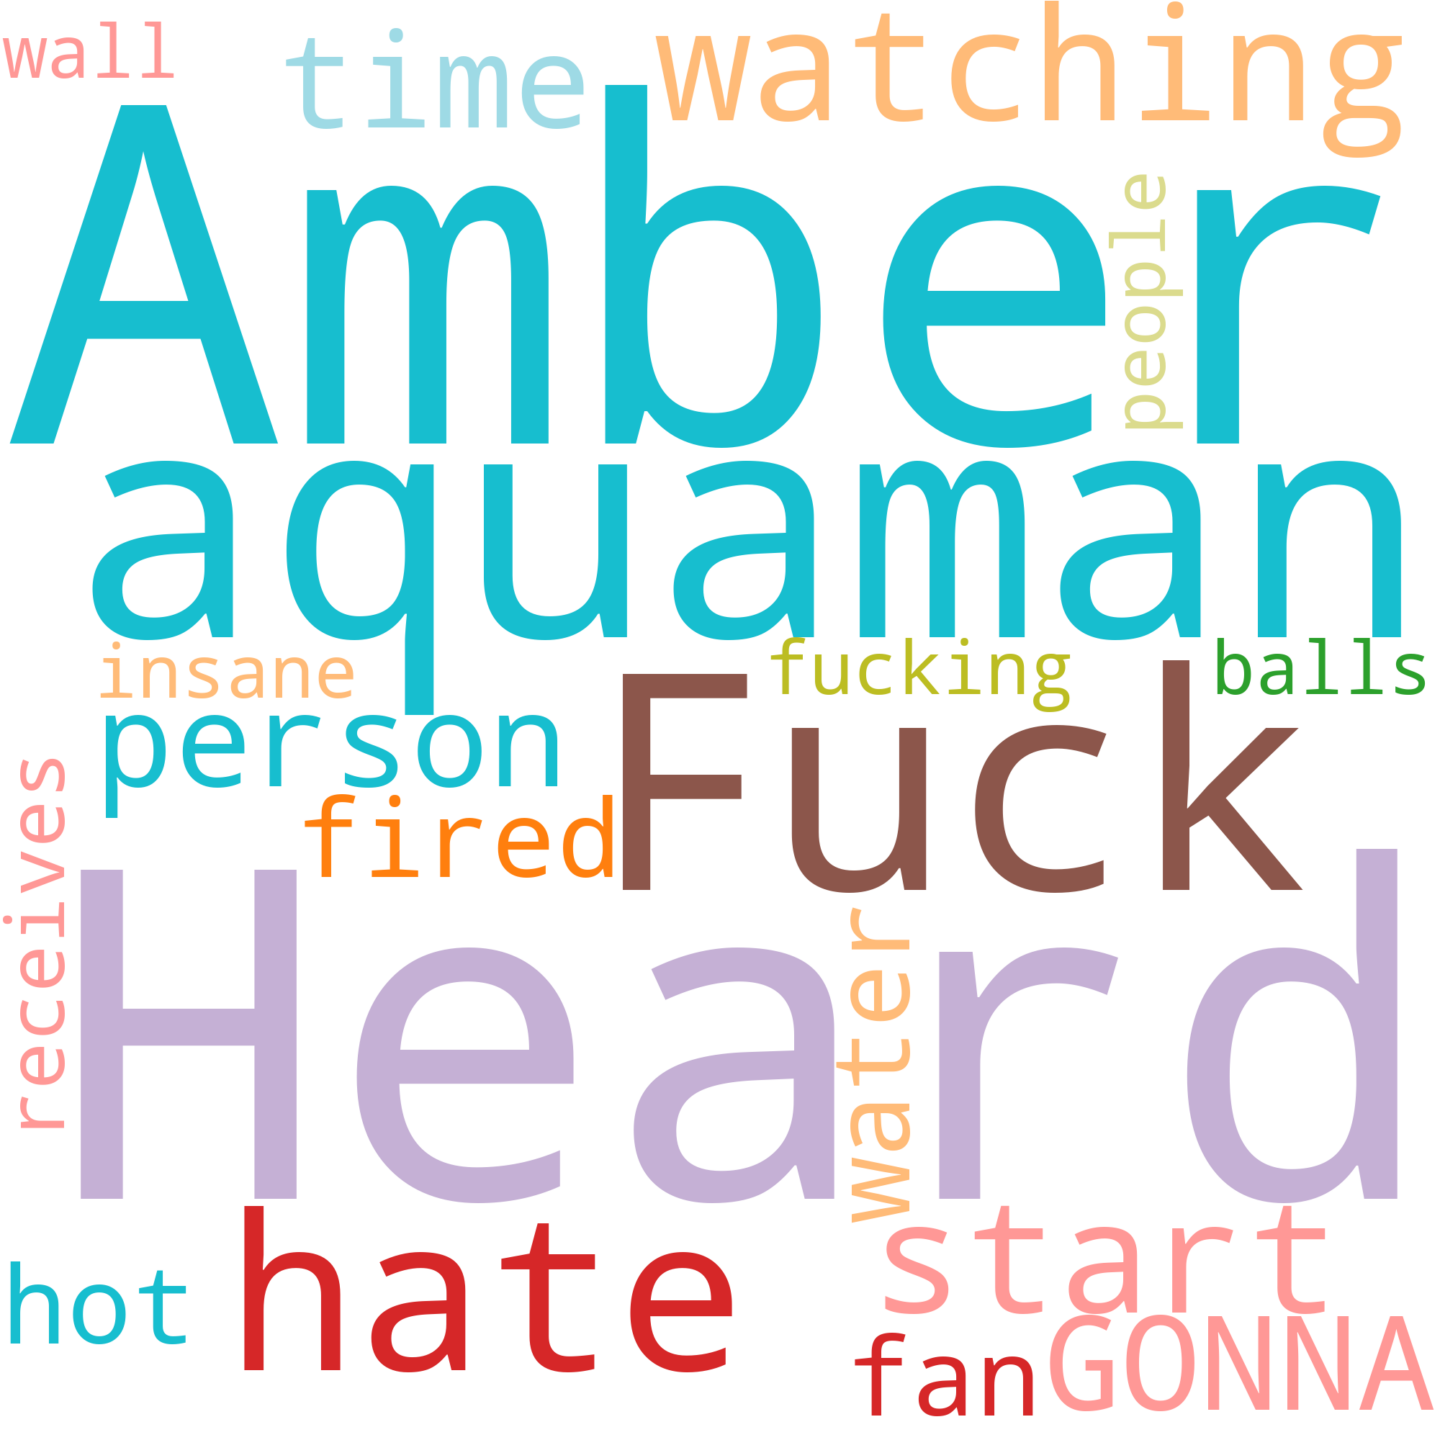 wall
time
watching
Amber
people
aquaman
insane
fucking
balls
person
Fuck
receives
fired
Heard
water
hot
hate
start
fan
GONNA